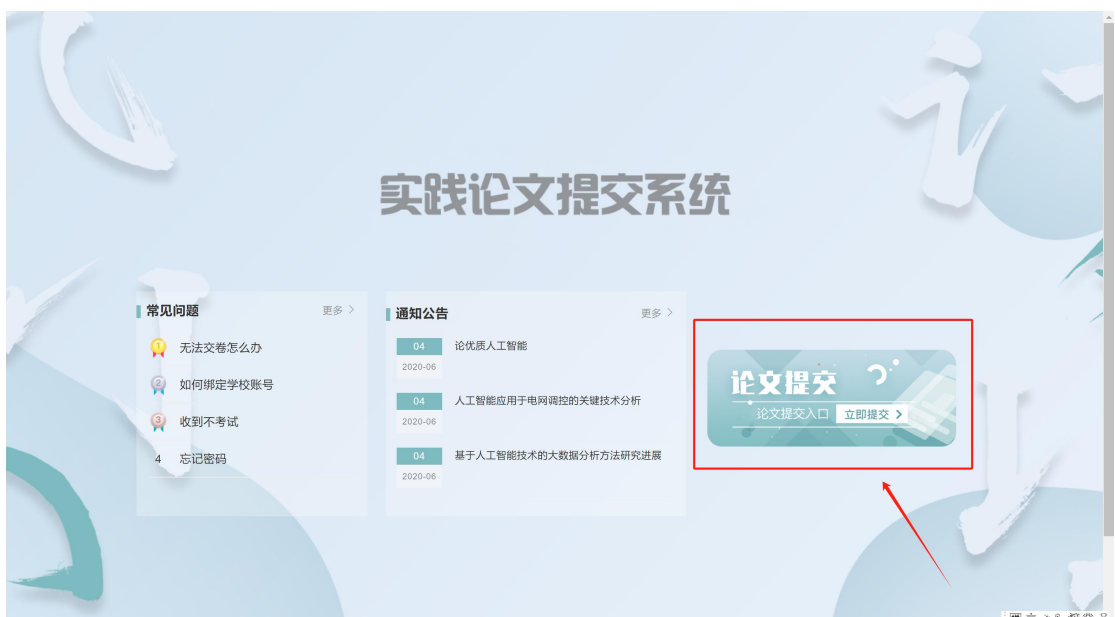 实践论文提交系统
常见问题
更多 >
1 无法交卷怎么办
2 如何绑定学校账号
3 收到不考试
4 忘记密码
通知公告
更多 >
04
2020-06
论优质人工智能
04
2020-06
人工智能应用于电网调控的关键技术分析
04
2020-06
基于人工智能技术的大数据分析方法研究进展
论文提交
论文提交入口 立即提交 >